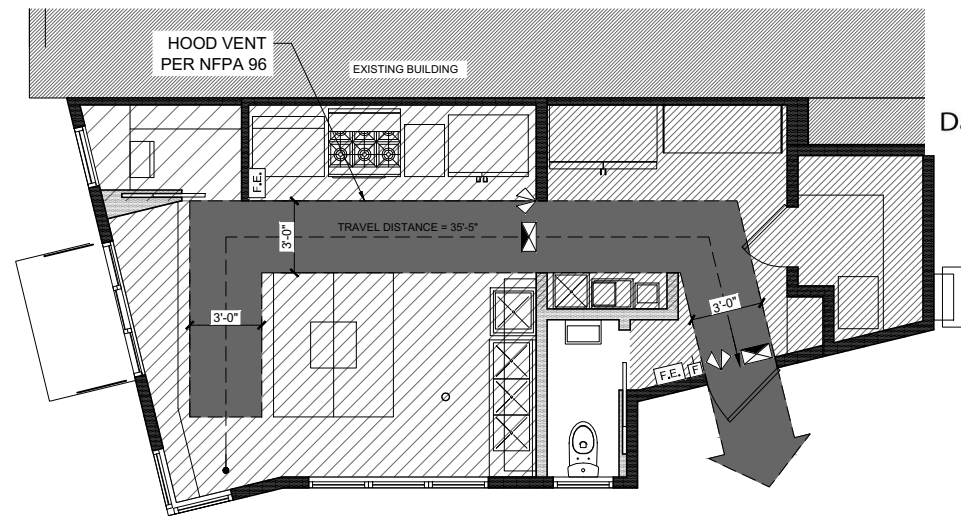 HOOD VENT
PER NFPA 96
EXISTING BUILDING
F.E.
3'-0"
TRAVEL DISTANCE = 35'-5"
3'-0"
3'-0"
F.E.
F